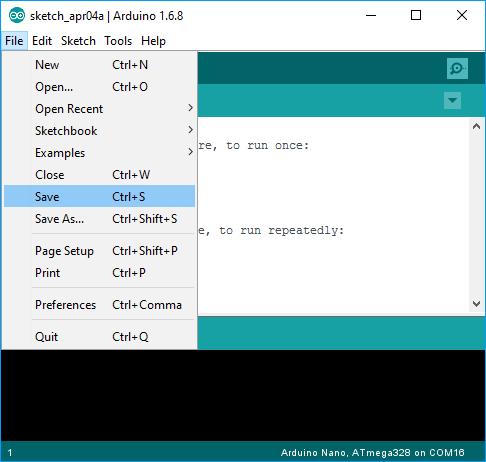 sketch_apr04a | Arduino 1.6.8
File Edit Sketch Tools Help
New Ctrl+N
Open... Ctrl+O
Open Recent
Sketchbook
Examples
Close Ctrl+W
Save Ctrl+S
Save As... Ctrl+Shift+S
Page Setup Ctrl+Shift+P
Print Ctrl+P
Preferences Ctrl+Comma
Quit Ctrl+Q
re, to run once:
e, to run repeatedly:
1 Arduino Nano, ATmega328 on COM16